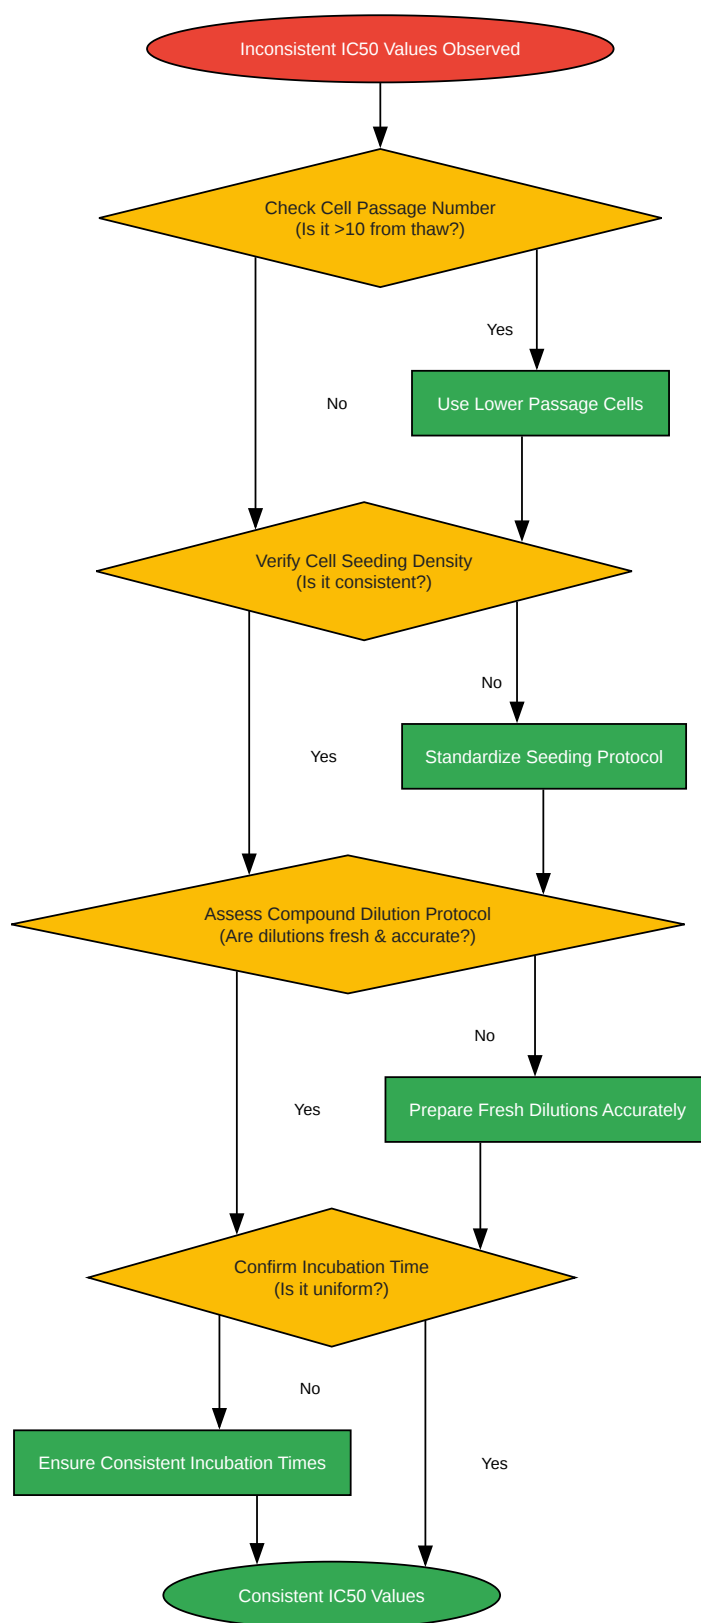 Inconsistent IC50 Values Observed
Check Cell Passage Number
(Is it >10 from thaw?)
Yes
No
Use Lower Passage Cells
Verify Cell Seeding Density
(Is it consistent?)
No
Yes
Standardize Seeding Protocol
Assess Compound Dilution Protocol
(Are dilutions fresh & accurate?)
No
Yes
Prepare Fresh Dilutions Accurately
Confirm Incubation Time
(Is it uniform?)
No
Ensure Consistent Incubation Times
Yes
Consistent IC50 Values